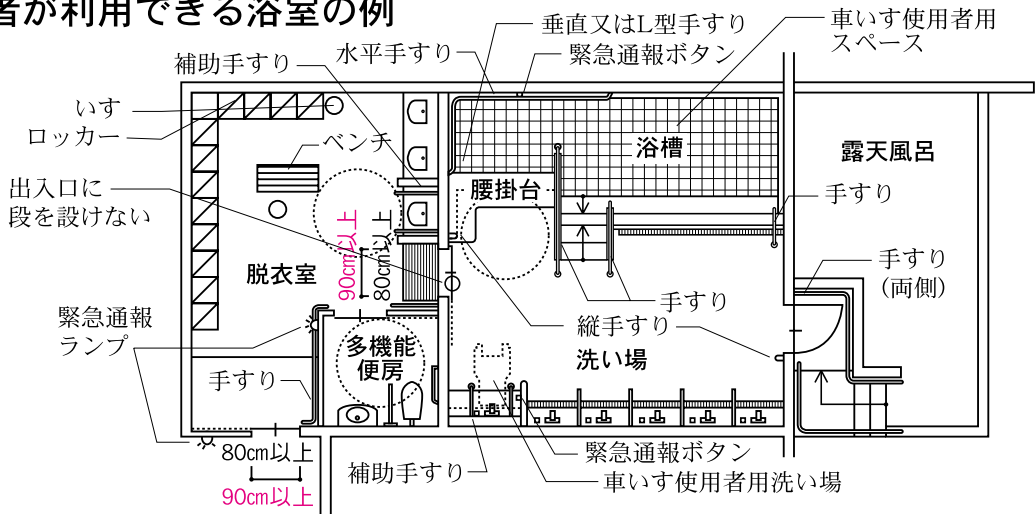 者が利用できる浴室の例
垂直又はL型手すり
車いす使用者用
スペース
水平手すり
緊急通報ボタン
補助手すり
いす
ロッカー
ベンチ
浴槽
露天風呂
出入口に
段を設けない
腰掛台
手すり
90cm以上
80cm以上
脱衣室
手すり
(両側)
手すり
緊急通報
ランプ
縦手すり
多機能
便房
洗い場
手すり
80cm以上
90cm以上
補助手すり
緊急通報ボタン
車いす使用者用洗い場